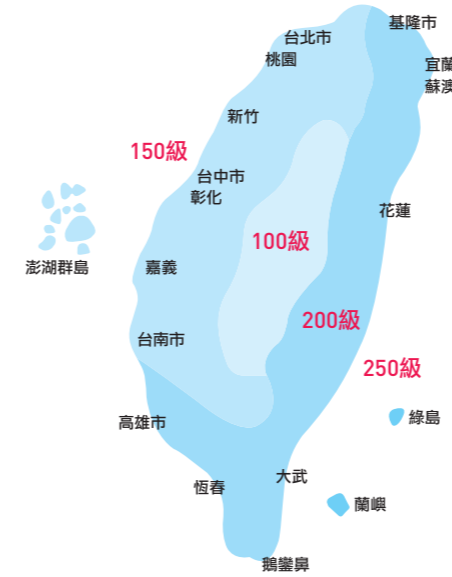 基隆市
台北市
桃園
宜蘭
蘇澳
新竹
150級
台中市
彰化
花蓮
100級
澎湖群島
嘉義
200級
台南市
250級
綠島
高雄市
大武
恆春
蘭嶼
鵝鑾鼻